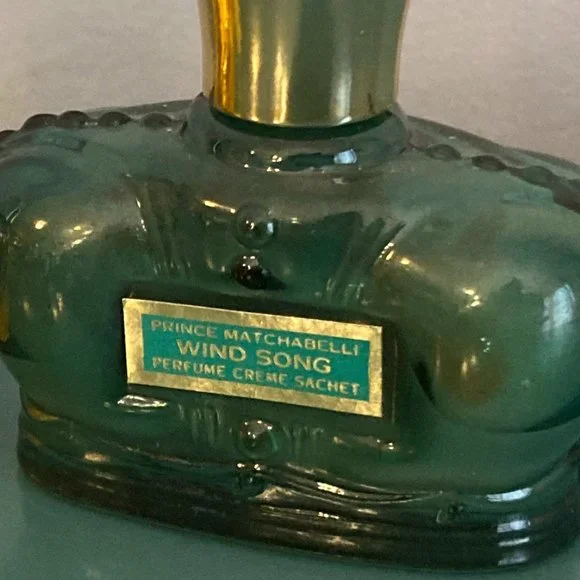 PRINCE MATCHABELLI
WIND SONG
PERFUME CREME SACHET